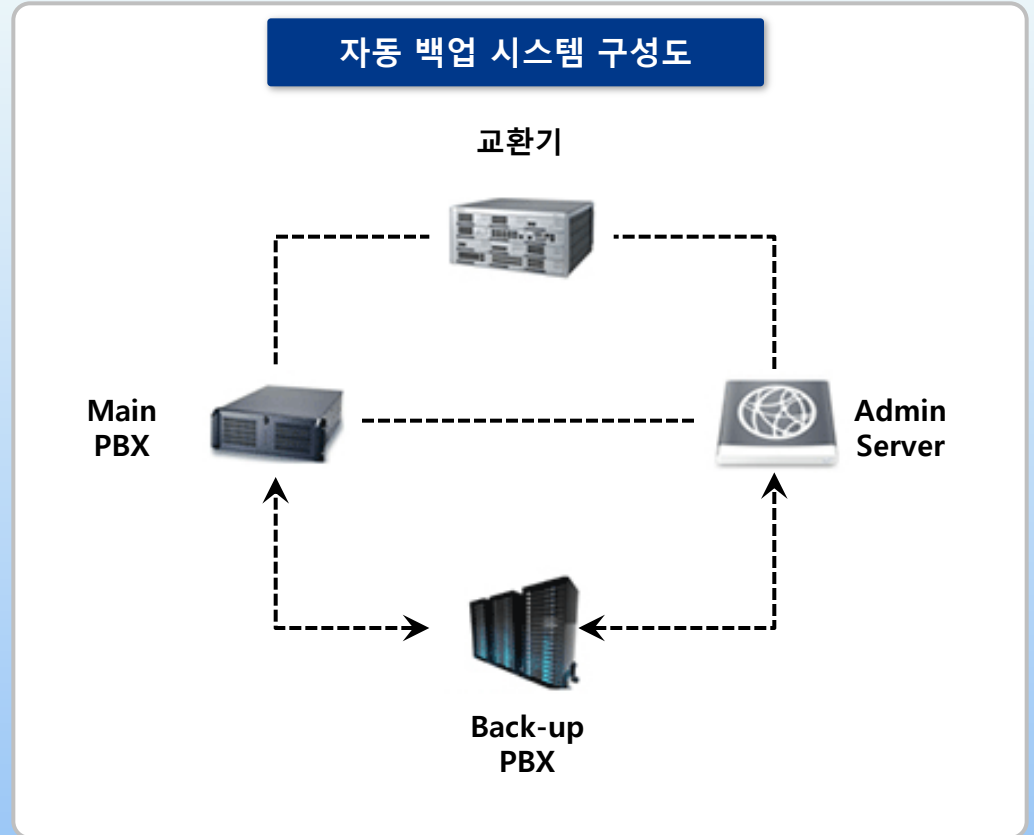 자동 백업 시스템 구성도
교환기
Main
PBX
Admin
Server
Back-up
PBX